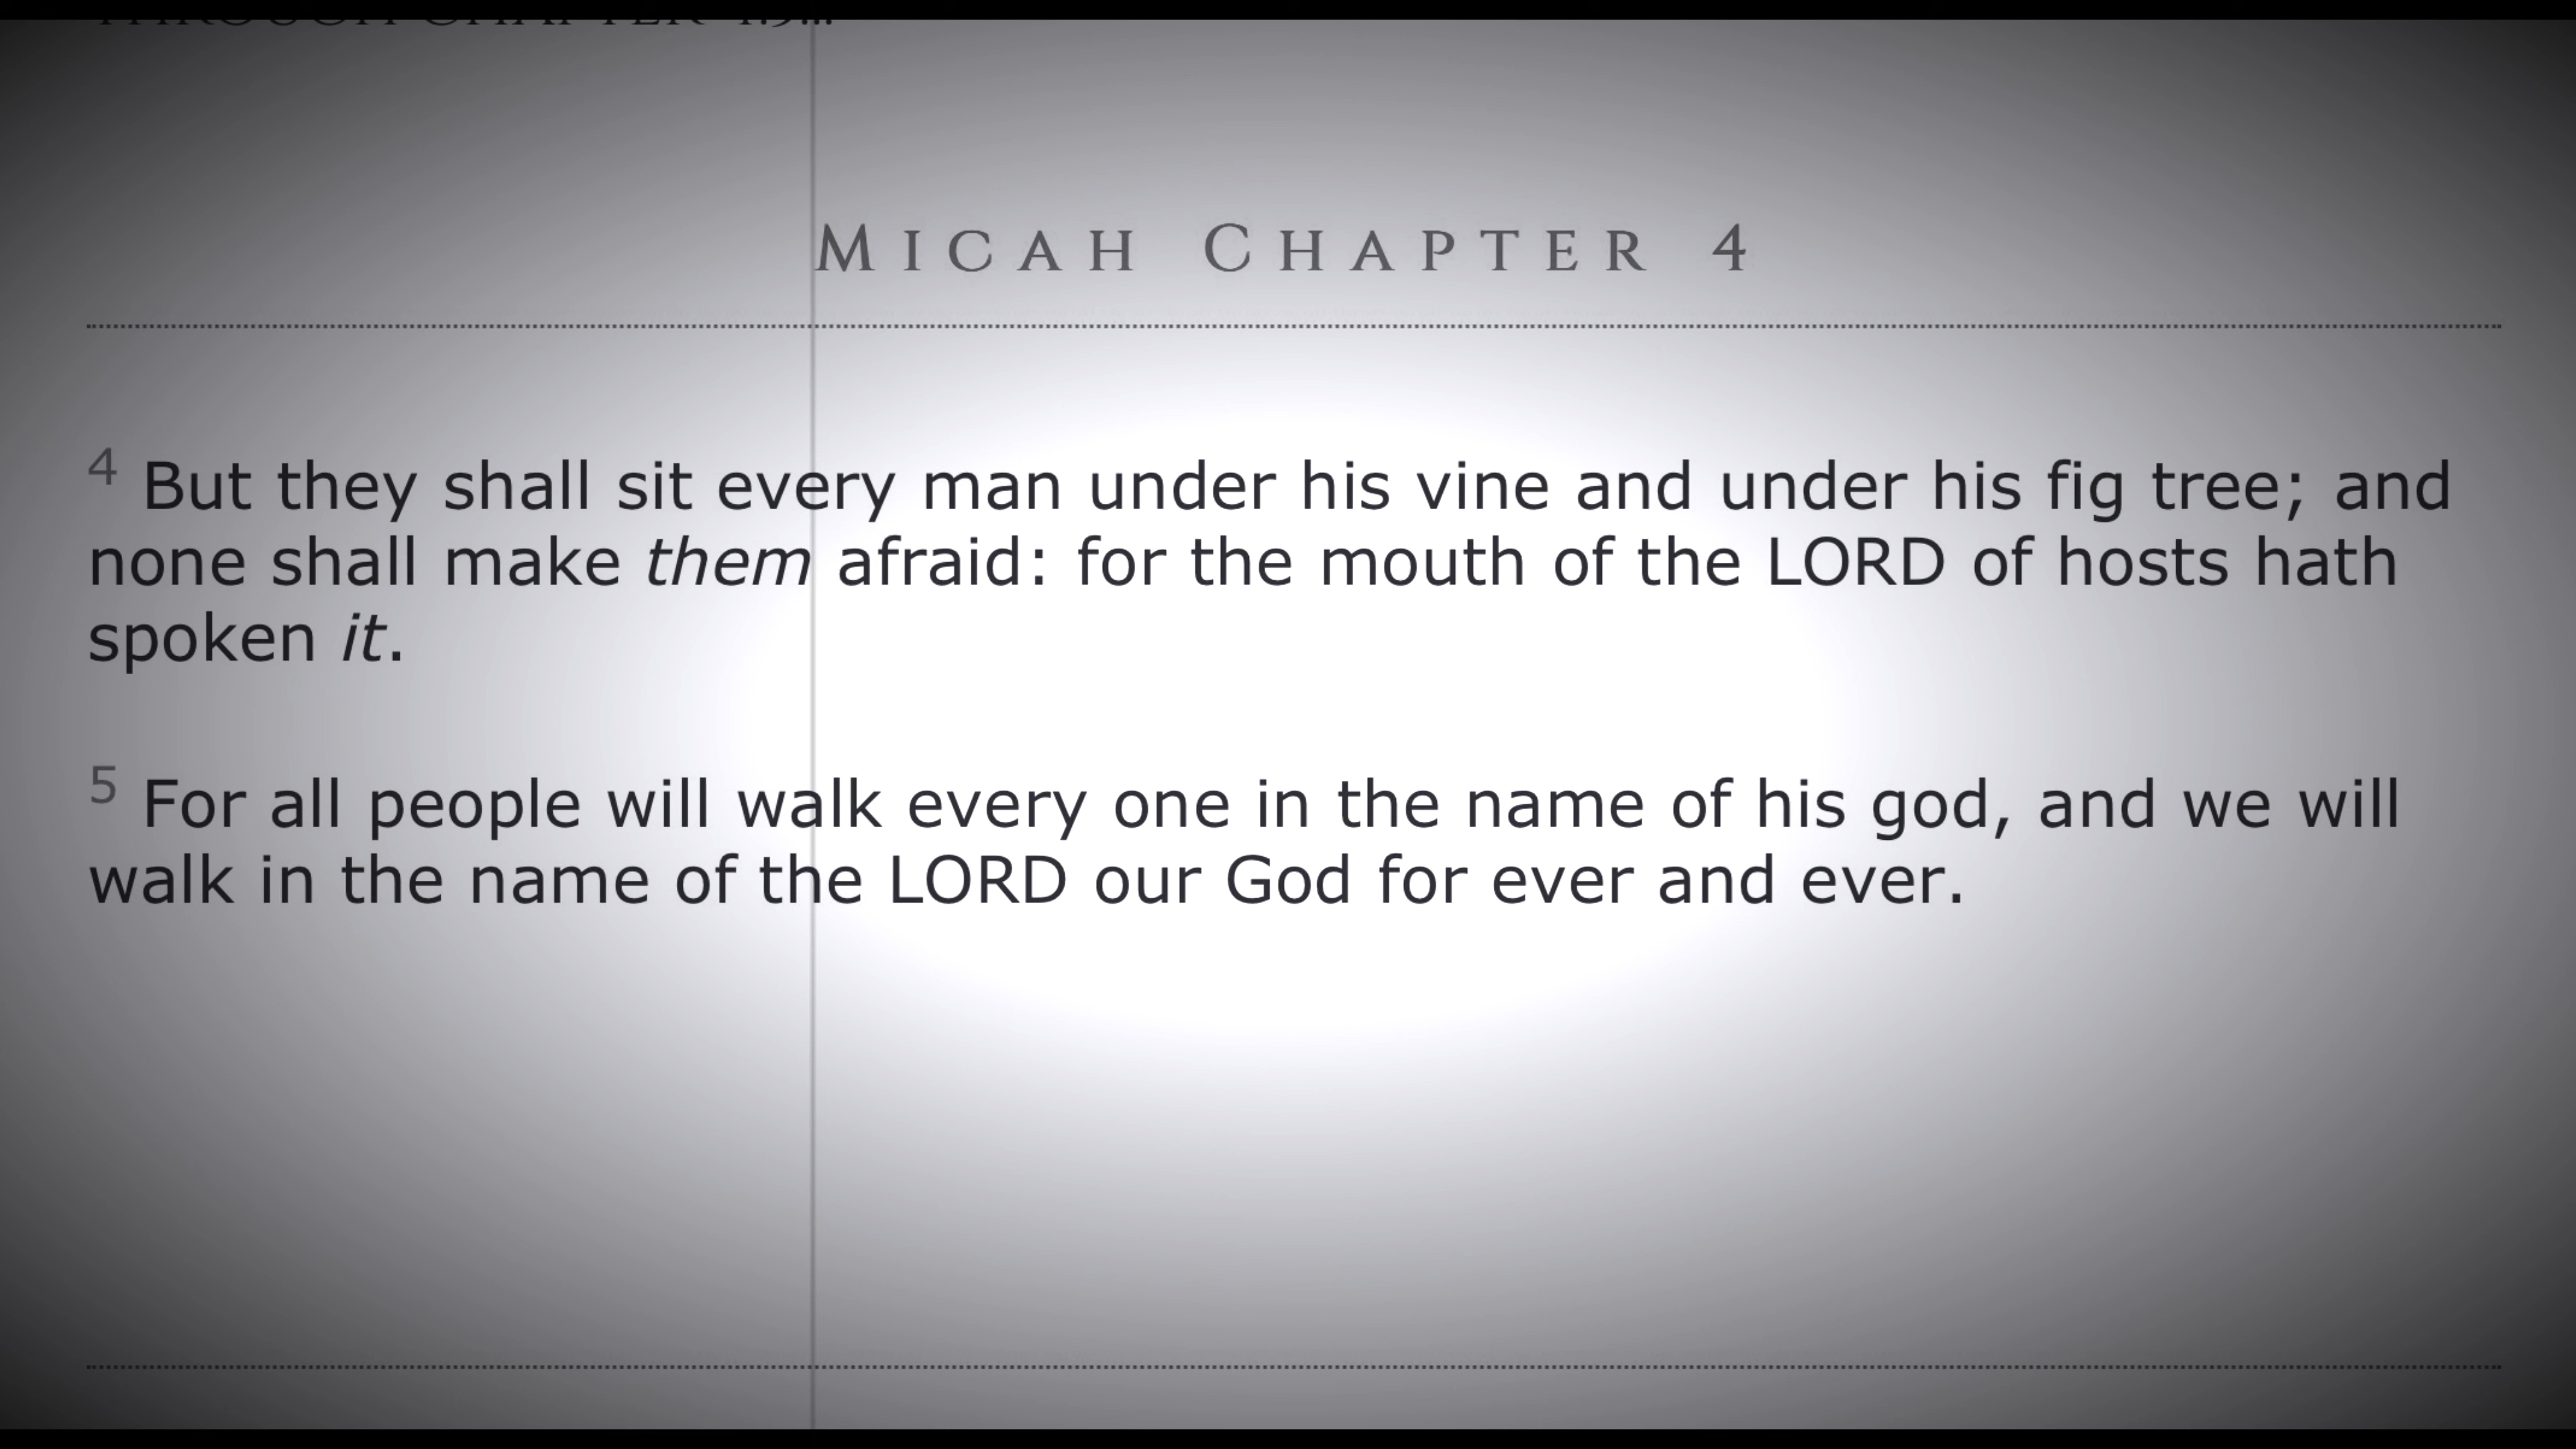 Micah Chapter 4
4 But they shall sit every man under his vine and under his fig tree; and
none shall make them afraid: for the mouth of the LORD of hosts hath
spoken it.
5 For all people will walk every one in the name of his god, and we will
walk in the name of the LORD our God for ever and ever.